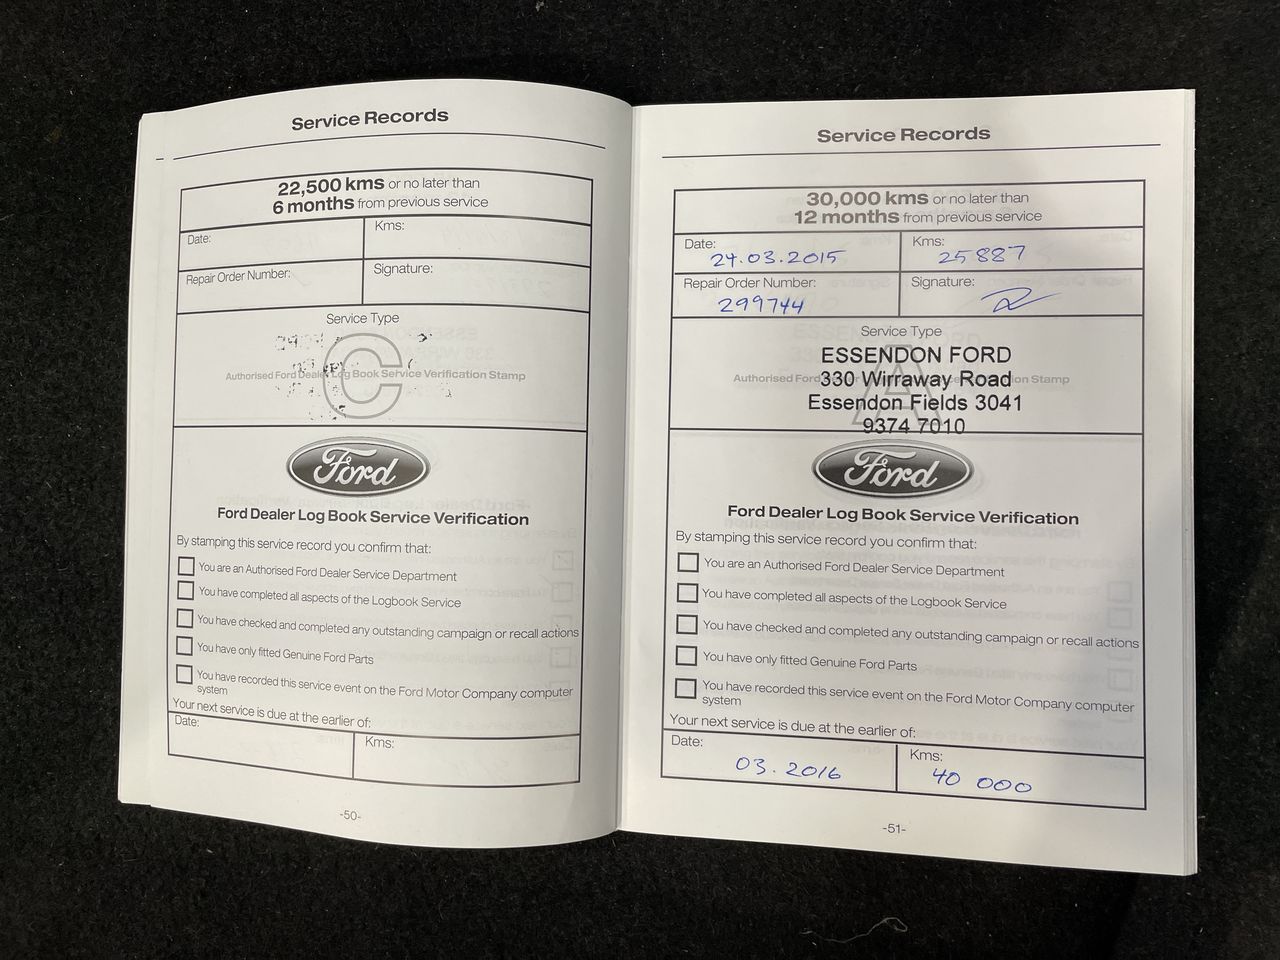 Service Records
22,500 kms or no later than
6 months from previous service
Date:
Kms:
Repair Order Number:
Signature:
Service Type
C
Authorised Ford Dealer Log Book Service Verification Stamp
Ford
Ford Dealer Log Book Service Verification
By stamping this service record you confirm that:
You are an Authorised Ford Dealer Service Department
You have completed all aspects of the Logbook Service
You have checked and completed any outstanding campaign or recall actions
You have only fitted Genuine Ford Parts
You have recorded this service event on the Ford Motor Company computer
system
Your next service is due at the earlier of:
Date:
Kms:
-50-
Service Records
30,000 kms or no later than
12 months from previous service
Date: 24.03.2015
Kms: 25887
Repair Order Number:
299744
Signature:
Service Type
A
ESSENDON FORD
Authorised Ford
330 Wirraway Road
Verification Stamp
Essendon Fields 3041
9374 7010
Ford
Ford Dealer Log Book Service Verification
By stamping this service record you confirm that:
You are an Authorised Ford Dealer Service Department
You have completed all aspects of the Logbook Service
You have checked and completed any outstanding campaign or recall actions
You have only fitted Genuine Ford Parts
You have recorded this service event on the Ford Motor Company computer
system
Your next service is due at the earlier of:
Date: 03.2016
Kms: 40 000
-51-